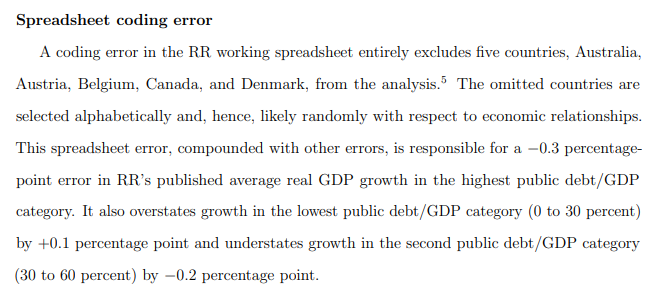 Spreadsheet coding error
A coding error in the RR working spreadsheet entirely excludes five countries, Australia,
Austria, Belgium, Canada, and Denmark, from the analysis.⁵ The omitted countries are
selected alphabetically and, hence, likely randomly with respect to economic relationships.
This spreadsheet error, compounded with other errors, is responsible for a −0.3 percentage-
point error in RR's published average real GDP growth in the highest public debt/GDP
category. It also overstates growth in the lowest public debt/GDP category (0 to 30 percent)
by +0.1 percentage point and understates growth in the second public debt/GDP category
(30 to 60 percent) by −0.2 percentage point.